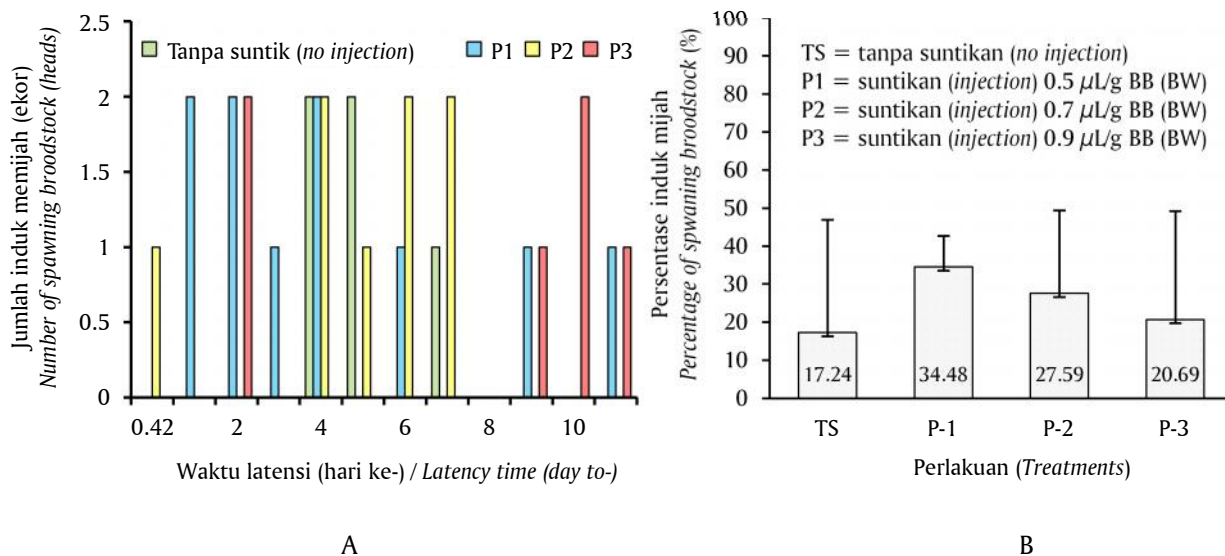 2.5
2
1.5
1
0.5
0
Tanpa suntik (no injection) P1 P2 P3
0.42 2 4 6 8 10
Jumlah induk memijah (ekor)
Number of spawning broodstock (heads)
Waktu latensi (hari ke-) / Latency time (day to-)
A
100
90
80
70
60
50
40
30
20
10
0
TS = tanpa suntikan (no injection)
P1 = suntikan (injection) 0.5 μL/g BB (BW)
P2 = suntikan (injection) 0.7 μL/g BB (BW)
P3 = suntikan (injection) 0.9 μL/g BB (BW)
17.24 34.48 27.59 20.69
TS P-1 P-2 P-3
Persentase induk mijah
Percentage of spwaning broodstock (%)
Perlakuan (Treatments)
B